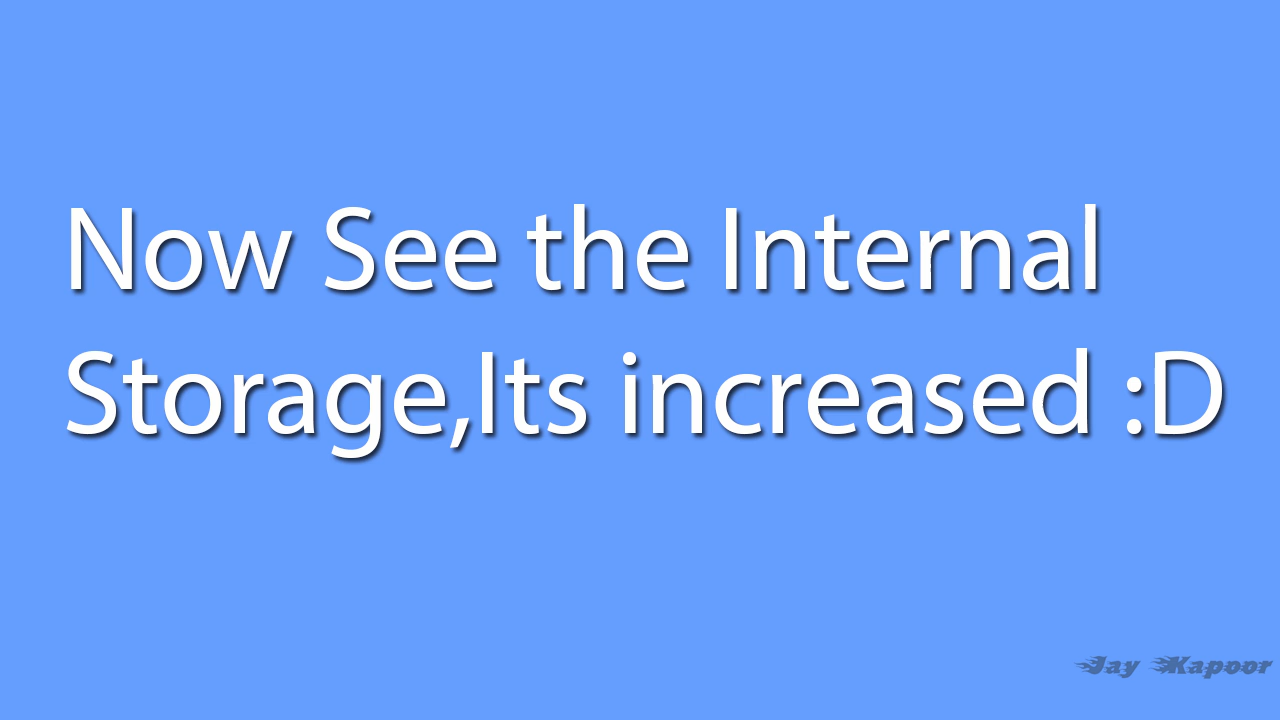 Now See the Internal
Storage,Its increased :D
Jay Kapoor